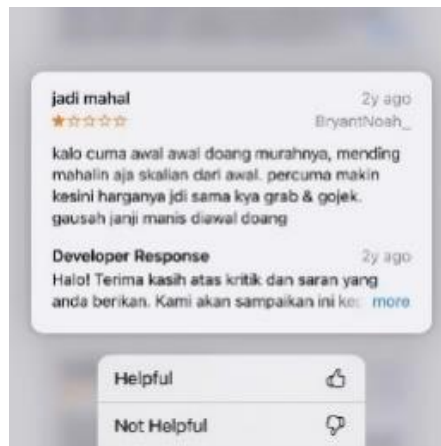 jadi mahal
2y ago
BryantNoah_
kalo cuma awal awal doang murahnya, mending
mahalin aja skalian dari awal. percuma makin
kesini harganya jdi sama kya grab & gojek.
gausah janji manis diawal doang
Developer Response
2y ago
Halo! Terima kasih atas kritik dan saran yang
anda berikan. Kami akan sampaikan ini more
Helpful
Not Helpful